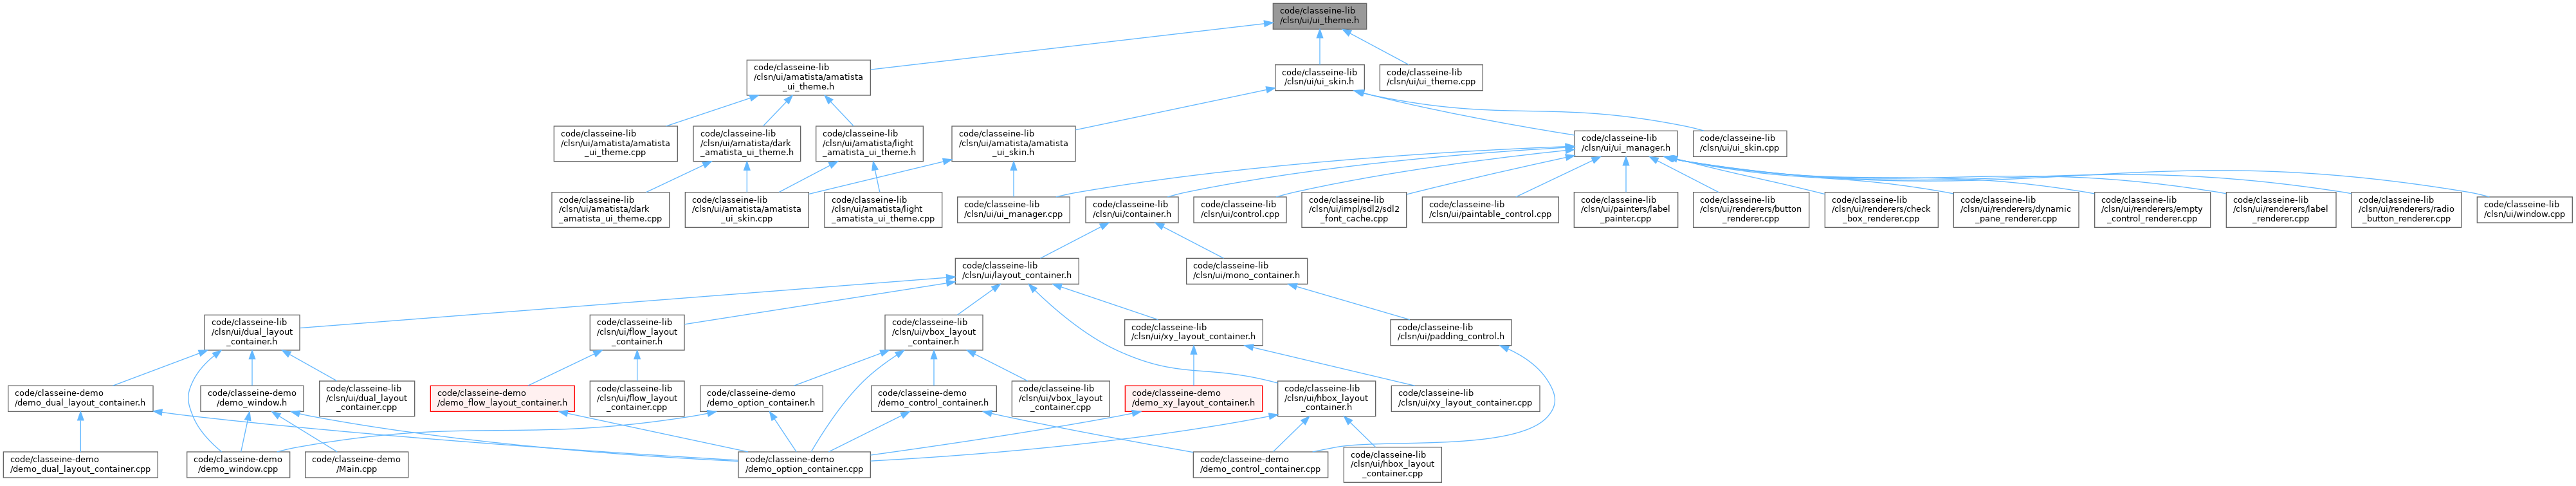 code/classeine-lib
/clsn/ui/ui_theme.h
code/classeine-lib
/clsn/ui/amatista/amatista
_ui_theme.h
code/classeine-lib
/clsn/ui/ui_skin.h
code/classeine-lib
/clsn/ui/ui_theme.cpp
code/classeine-lib
/clsn/ui/amatista/amatista
_ui_theme.cpp
code/classeine-lib
/clsn/ui/amatista/dark
_amatista_ui_theme.h
code/classeine-lib
/clsn/ui/amatista/light
_amatista_ui_theme.h
code/classeine-lib
/clsn/ui/amatista/amatista
_ui_skin.h
code/classeine-lib
/clsn/ui/ui_manager.h
code/classeine-lib
/clsn/ui/ui_skin.cpp
code/classeine-lib
/clsn/ui/amatista/dark
_amatista_ui_theme.cpp
code/classeine-lib
/clsn/ui/amatista/amatista
_ui_skin.cpp
code/classeine-lib
/clsn/ui/amatista/light
_amatista_ui_theme.cpp
code/classeine-lib
/clsn/ui/ui_manager.cpp
code/classeine-lib
/clsn/ui/container.h
code/classeine-lib
/clsn/ui/control.cpp
code/classeine-lib
/clsn/ui/impl/sdl2/sdl2
_font_cache.cpp
code/classeine-lib
/clsn/ui/paintable_control.cpp
code/classeine-lib
/clsn/ui/painters/label
_painter.cpp
code/classeine-lib
/clsn/ui/renderers/button
_renderer.cpp
code/classeine-lib
/clsn/ui/renderers/check
_box_renderer.cpp
code/classeine-lib
/clsn/ui/renderers/dynamic
_pane_renderer.cpp
code/classeine-lib
/clsn/ui/renderers/empty
_control_renderer.cpp
code/classeine-lib
/clsn/ui/renderers/label
_renderer.cpp
code/classeine-lib
/clsn/ui/renderers/radio
_button_renderer.cpp
code/classeine-lib
/clsn/ui/window.cpp
code/classeine-lib
/clsn/ui/layout_container.h
code/classeine-lib
/clsn/ui/mono_container.h
code/classeine-lib
/clsn/ui/dual_layout
_container.h
code/classeine-lib
/clsn/ui/flow_layout
_container.h
code/classeine-lib
/clsn/ui/vbox_layout
_container.h
code/classeine-lib
/clsn/ui/xy_layout_container.h
code/classeine-lib
/clsn/ui/padding_control.h
code/classeine-demo
/demo_dual_layout_container.h
code/classeine-demo
/demo_window.h
code/classeine-lib
/clsn/ui/dual_layout
_container.cpp
code/classeine-demo
/demo_flow_layout_container.h
code/classeine-lib
/clsn/ui/flow_layout
_container.cpp
code/classeine-demo
/demo_option_container.h
code/classeine-demo
/demo_control_container.h
code/classeine-lib
/clsn/ui/vbox_layout
_container.cpp
code/classeine-demo
/demo_xy_layout_container.h
code/classeine-lib
/clsn/ui/hbox_layout
_container.h
code/classeine-lib
/clsn/ui/xy_layout_container.cpp
code/classeine-demo
/demo_dual_layout_container.cpp
code/classeine-demo
/demo_window.cpp
code/classeine-demo
/Main.cpp
code/classeine-demo
/demo_option_container.cpp
code/classeine-demo
/demo_control_container.cpp
code/classeine-lib
/clsn/ui/hbox_layout
_container.cpp